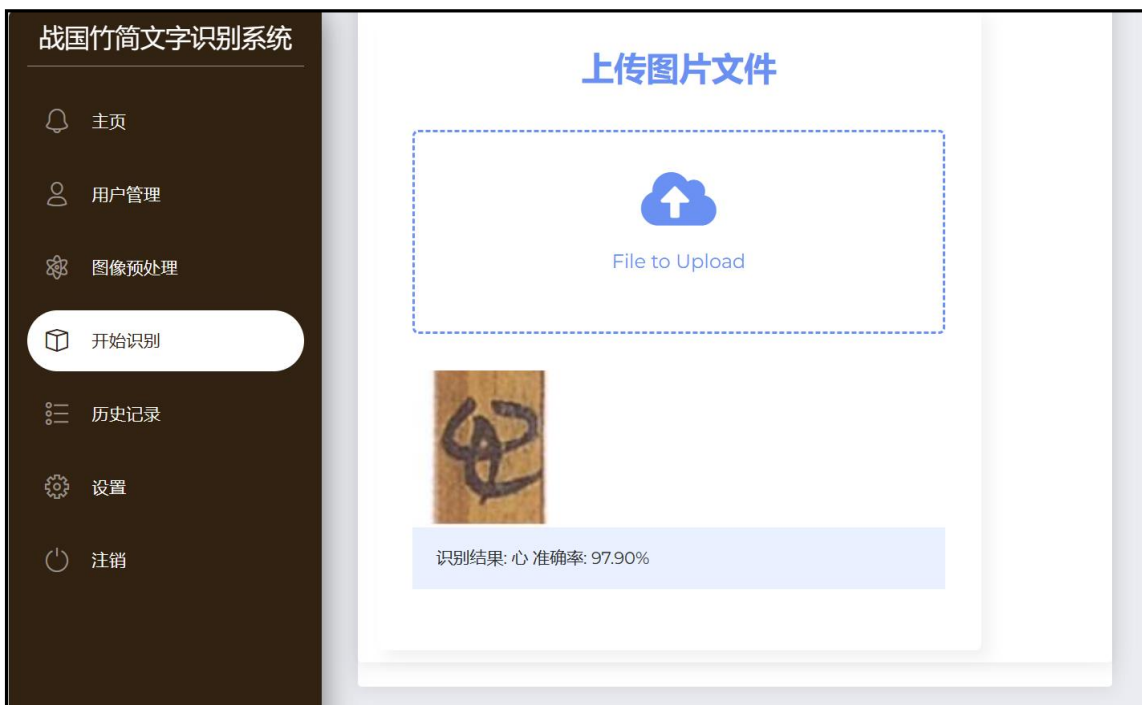 战国竹简文字识别系统
主页
用户管理
图像预处理
开始识别
历史记录
设置
注销
上传图片文件
File to Upload
识别结果: 心 准确率: 97.90%